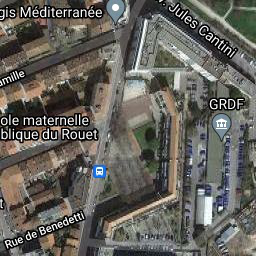 gis Méditerranée
. Jules Cantini
amille
GRDF
ole maternelle
blique du Rouet
t
Rue de Benedetti